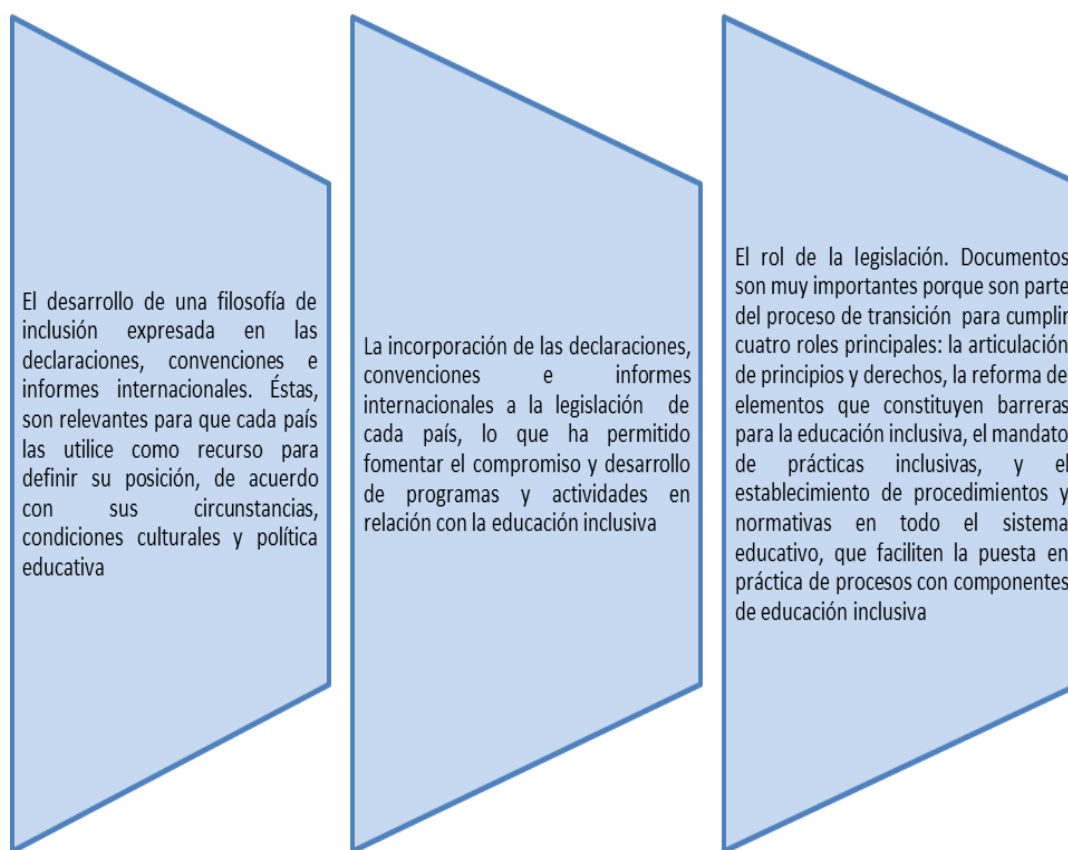 El desarrollo de una filosofía de
inclusión expresada en las
declaraciones, convenciones e
informes internacionales. Éstas,
son relevantes para que cada país
las utilice como recurso para
definir su posición, de acuerdo
con sus circunstancias,
condiciones culturales y política
educativa
La incorporación de las declaraciones,
convenciones e informes
internacionales a la legislación de
cada país, lo que ha permitido
fomentar el compromiso y desarrollo
de programas y actividades en
relación con la educación inclusiva
El rol de la legislación. Documentos
son muy importantes porque son parte
del proceso de transición para cumplir
cuatro roles principales: la articulación
de principios y derechos, la reforma de
elementos que constituyen barreras
para la educación inclusiva, el mandato
de prácticas inclusivas, y el
establecimiento de procedimientos y
normativas en todo el sistema
educativo, que faciliten la puesta en
práctica de procesos con componentes
de educación inclusiva